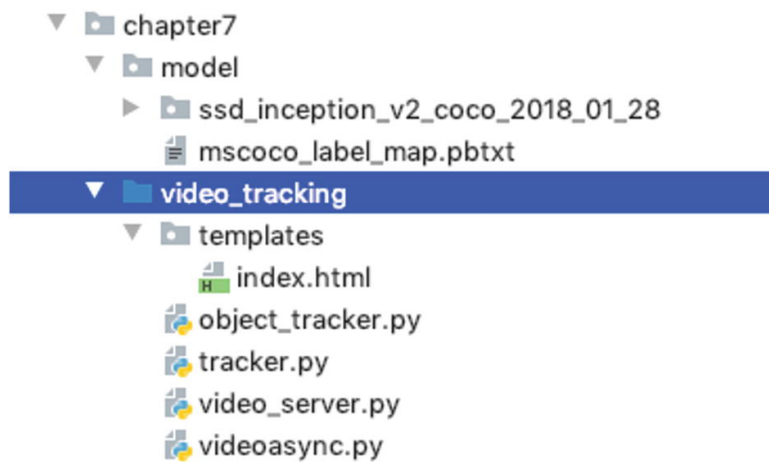 chapter7
model
ssd_inception_v2_coco_2018_01_28
mscoco_label_map.pbtxt
video_tracking
templates
H index.html
object_tracker.py
tracker.py
video_server.py
videoasync.py